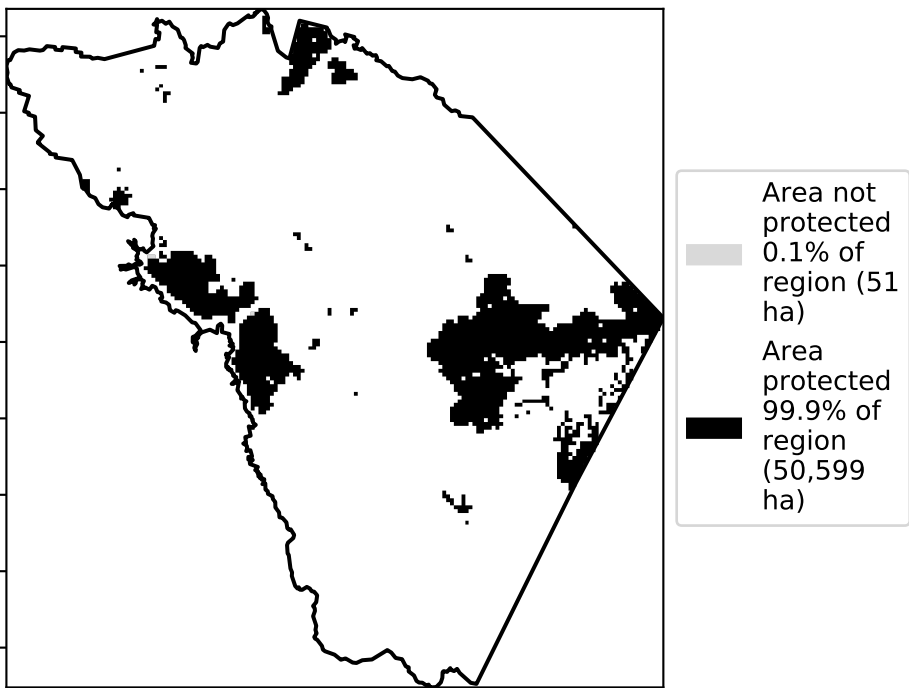 Area not
protected
0.1% of
region (51
ha)
Area
protected
99.9% of
region
(50,599
ha)